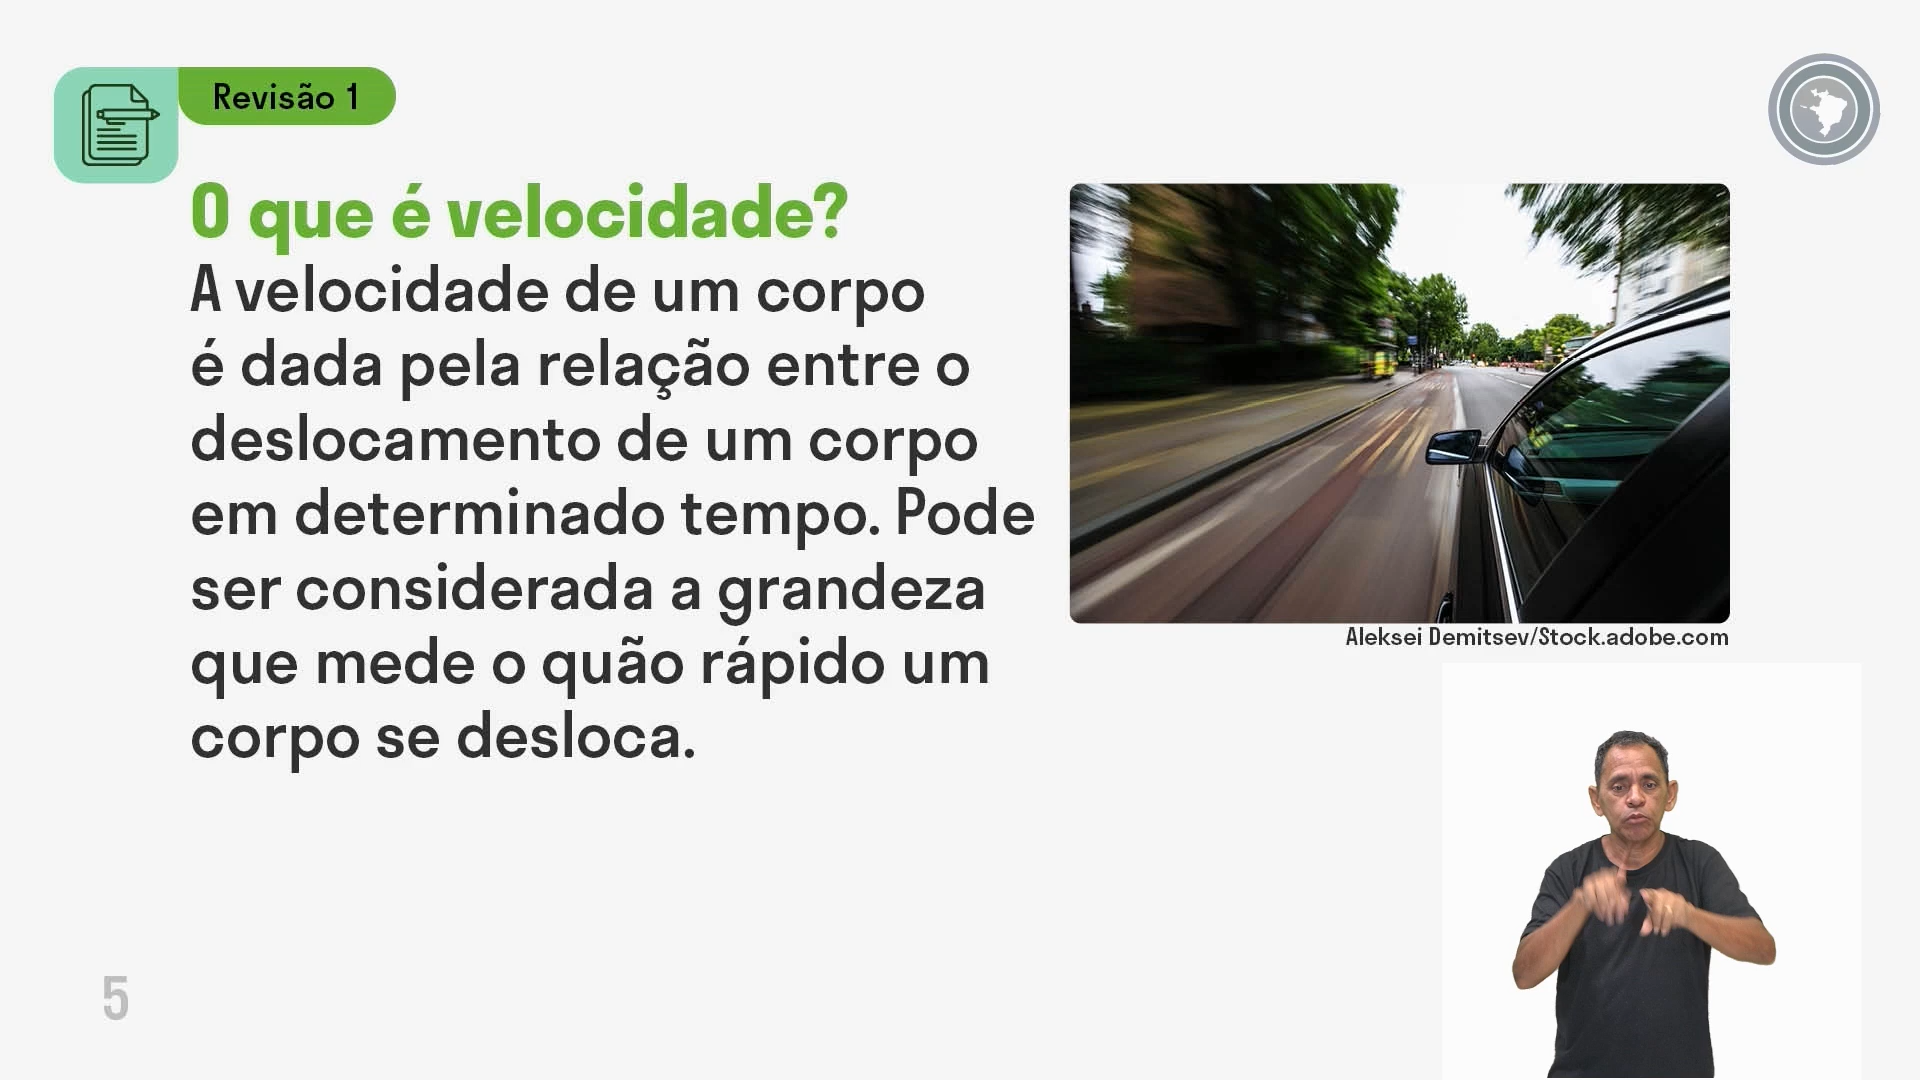 Revisão 1
O que é velocidade?
A velocidade de um corpo
é dada pela relação entre o
deslocamento de um corpo
em determinado tempo. Pode
ser considerada a grandeza
que mede o quão rápido um
corpo se desloca.
Aleksei Demitsev/Stock.adobe.com
5